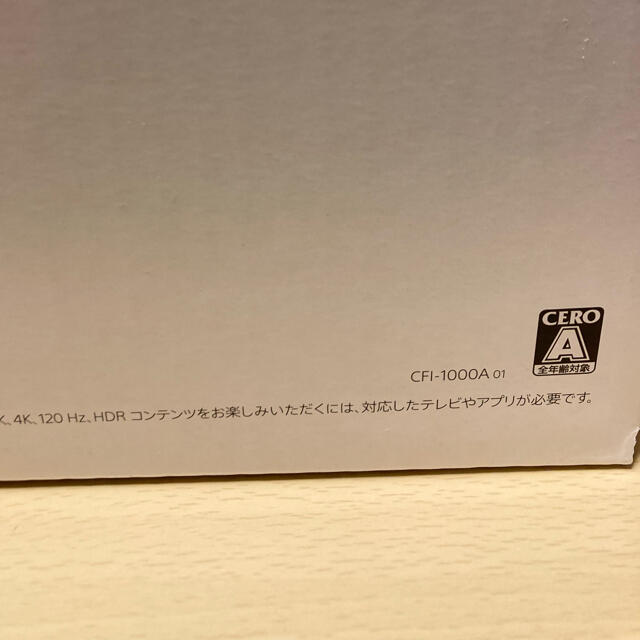 CERO
A
全年齢対象
CFI-1000A 01
K、4K、120 Hz、HDR コンテンツをお楽しみいただくには、対応したテレビやアプリが必要です。